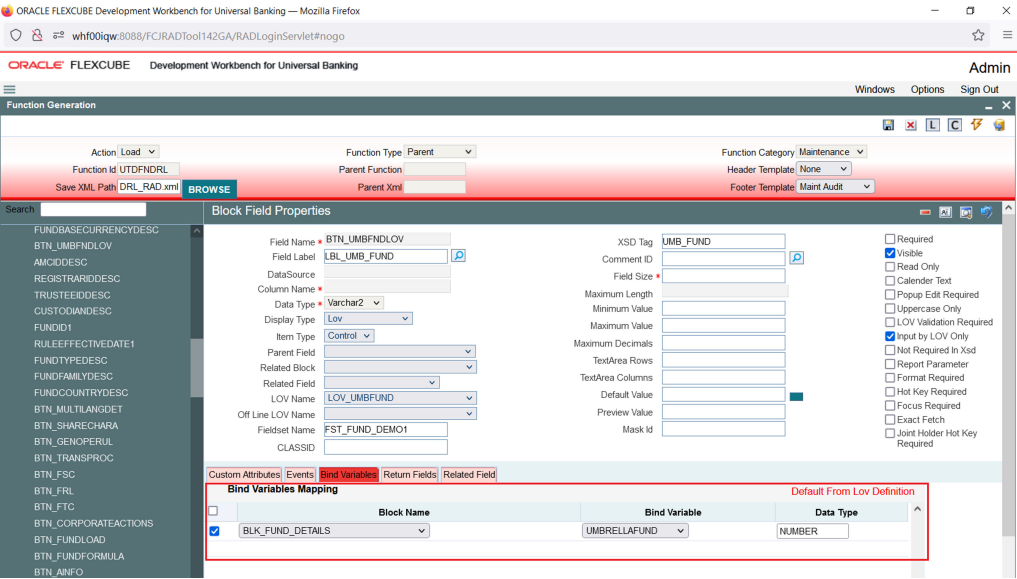 ORACLE FLEXCUBE Development Workbench for Universal Banking — Mozilla Firefox
whf00iqw:8088/FCJRADTool142GA/RADLoginServlet#nogo
ORACLE FLEXCUBE Development Workbench for Universal Banking
Admin
Windows Options Sign Out
Function Generation
L C
Action Load Function Type Parent Function Category Maintenance
Function Id UTDFNDRL Parent Function Header Template None
Save XML Path DRL_RAD.xml BROWSE Parent Xml Footer Template Maint Audit
Search
FUNDBASECURRENCYDESC
BTN_UMBFNDLOV
AMCIDDESC
REGISTRARIDDESC
TRUSTEEIDDESC
CUSTODIANDESC
FUNDID1
RULEEFFECTIVEDATE1
FUNDTYPEDESC
FUNDFAMILYDESC
FUNDCOUNTRYDESC
BTN_MULTILANGDET
BTN_SHARECHARA
BTN_GENOPERUL
BTN_TRANSPROC
BTN_FSC
BTN_FRL
BTN_FTC
BTN_CORPORATEACTIONS
BTN_FUNDLOAD
BTN_FUNDFORMULA
BTN_AINFO
Block Field Properties
Field Name * BTN_UMBFNDLOV
Field Label LBL_UMB_FUND
DataSource
Column Name *
Data Type * Varchar2
Display Type Lov
Item Type Control
Parent Field
Related Block
Related Field
LOV Name LOV_UMBFUND
Off Line LOV Name
Fieldset Name FST_FUND_DEMO1
CLASSID
XSD Tag UMB_FUND
Comment ID
Field Size *
Maximum Length
Minimum Value
Maximum Value
Maximum Decimals
TextArea Rows
TextArea Columns
Default Value
Preview Value
Mask Id
Required
Visible
Read Only
Calender Text
Popup Edit Required
Uppercase Only
LOV Validation Required
Input by LOV Only
Not Required In Xsd
Report Parameter
Format Required
Hot Key Required
Focus Required
Exact Fetch
Joint Holder Hot Key
Required
Custom Attributes Events Bind Variables Return Fields Related Field
Bind Variables Mapping Default From Lov Definition
Block Name Bind Variable Data Type
BLK_FUND_DETAILS UMBRELLAFUND NUMBER